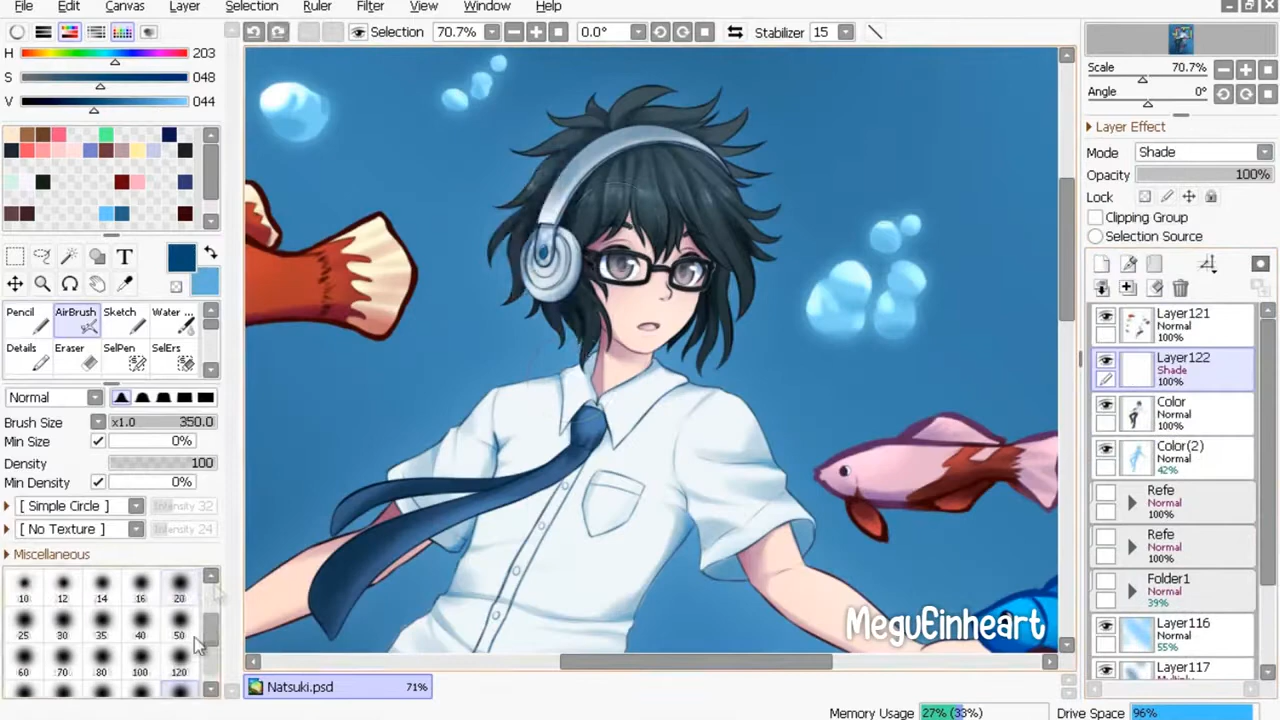 File Edit Canvas Layer Selection Ruler Filter View Window Help
Selection 70.7% 0.0° Stabilizer 15
H 203
S 048
V 044
T
Pencil AirBrush Sketch Water ...
Details Eraser SelPen SelErs
Normal
Brush Size x1.0 350.0
Min Size 0%
Density 100
Min Density 0%
[ Simple Circle ] Intensity 32
[ No Texture ] Intensity 24
Miscellaneous
10 12 14 16 20
25 30 35 40 50
60 70 80 100 120
MeguEinheart
Natsuki.psd 71%
Scale 70.7%
Angle 0°
Layer Effect
Mode Shade
Opacity 100%
Lock
Clipping Group
Selection Source
Layer121
Normal
100%
Layer122
Shade
100%
Color
Normal
100%
Color(2)
Normal
42%
Refe
Normal
100%
Refe
Normal
100%
Folder1
Normal
39%
Layer116
Normal
55%
Layer117
Memory Usage 27% (33%) Drive Space 96%